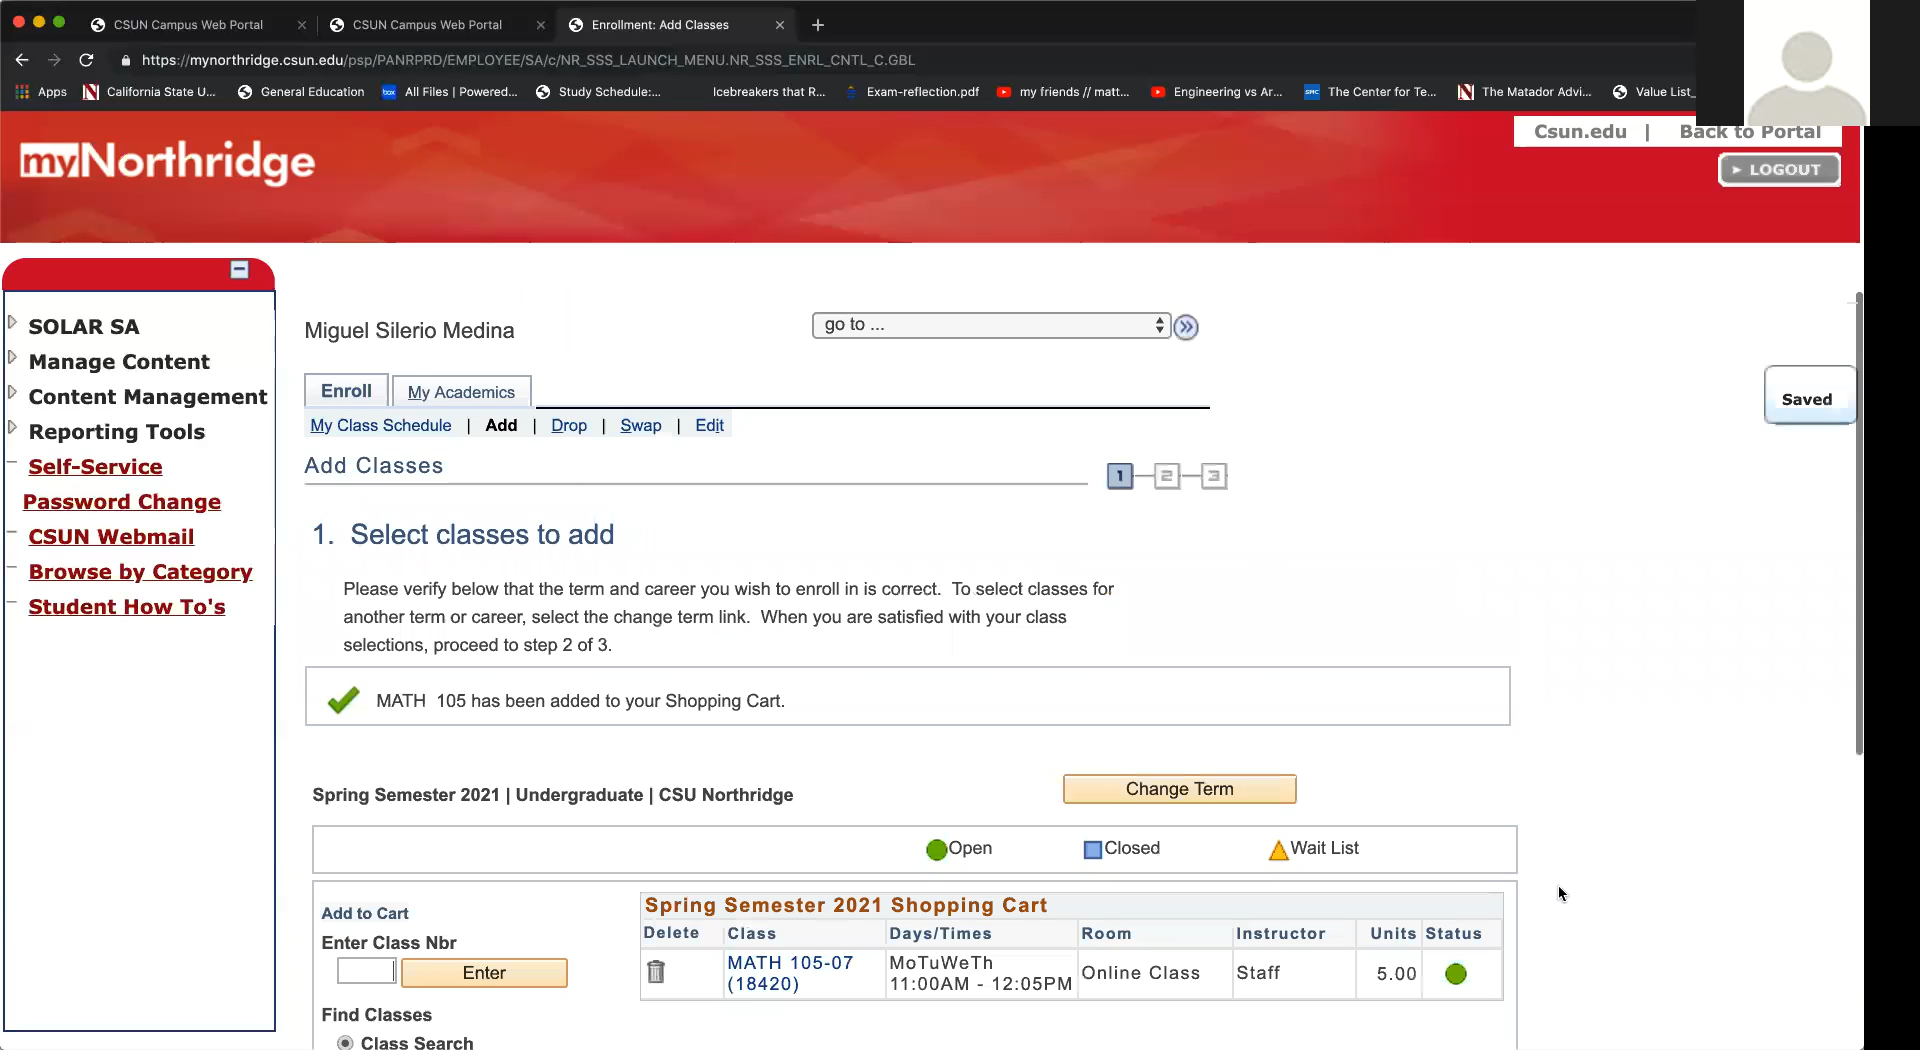 CSUN Campus Web Portal
CSUN Campus Web Portal
Enrollment: Add Classes
https://mynorthridge.csun.edu/psp/PANRPRD/EMPLOYEE/SA/c/NR_SSS_LAUNCH_MENU.NR_SSS_ENRL_CNTL_C.GBL
Apps
California State U...
General Education
box
All Files | Powered...
Study Schedule:...
Icebreakers that R...
Exam-reflection.pdf
my friends // matt...
Engineering vs Ar...
SMC
The Center for Te...
The Matador Advi...
Value List_
myNorthridge
Csun.edu | Back to Portal
LOGOUT
SOLAR SA
Manage Content
Content Management
Reporting Tools
Self-Service
Password Change
CSUN Webmail
Browse by Category
Student How To's
Miguel Silerio Medina
go to ...
Saved
Enroll
My Academics
My Class Schedule | Add | Drop | Swap | Edit
Add Classes
1 2 3
1. Select classes to add
Please verify below that the term and career you wish to enroll in is correct. To select classes for
another term or career, select the change term link. When you are satisfied with your class
selections, proceed to step 2 of 3.
MATH 105 has been added to your Shopping Cart.
Spring Semester 2021 | Undergraduate | CSU Northridge
Change Term
Open Closed Wait List
Add to Cart
Enter Class Nbr
Enter
Find Classes
Class Search
Spring Semester 2021 Shopping Cart
Delete Class Days/Times Room Instructor Units Status
MATH 105-07 MoTuWeTh Online Class Staff 5.00
(18420) 11:00AM - 12:05PM